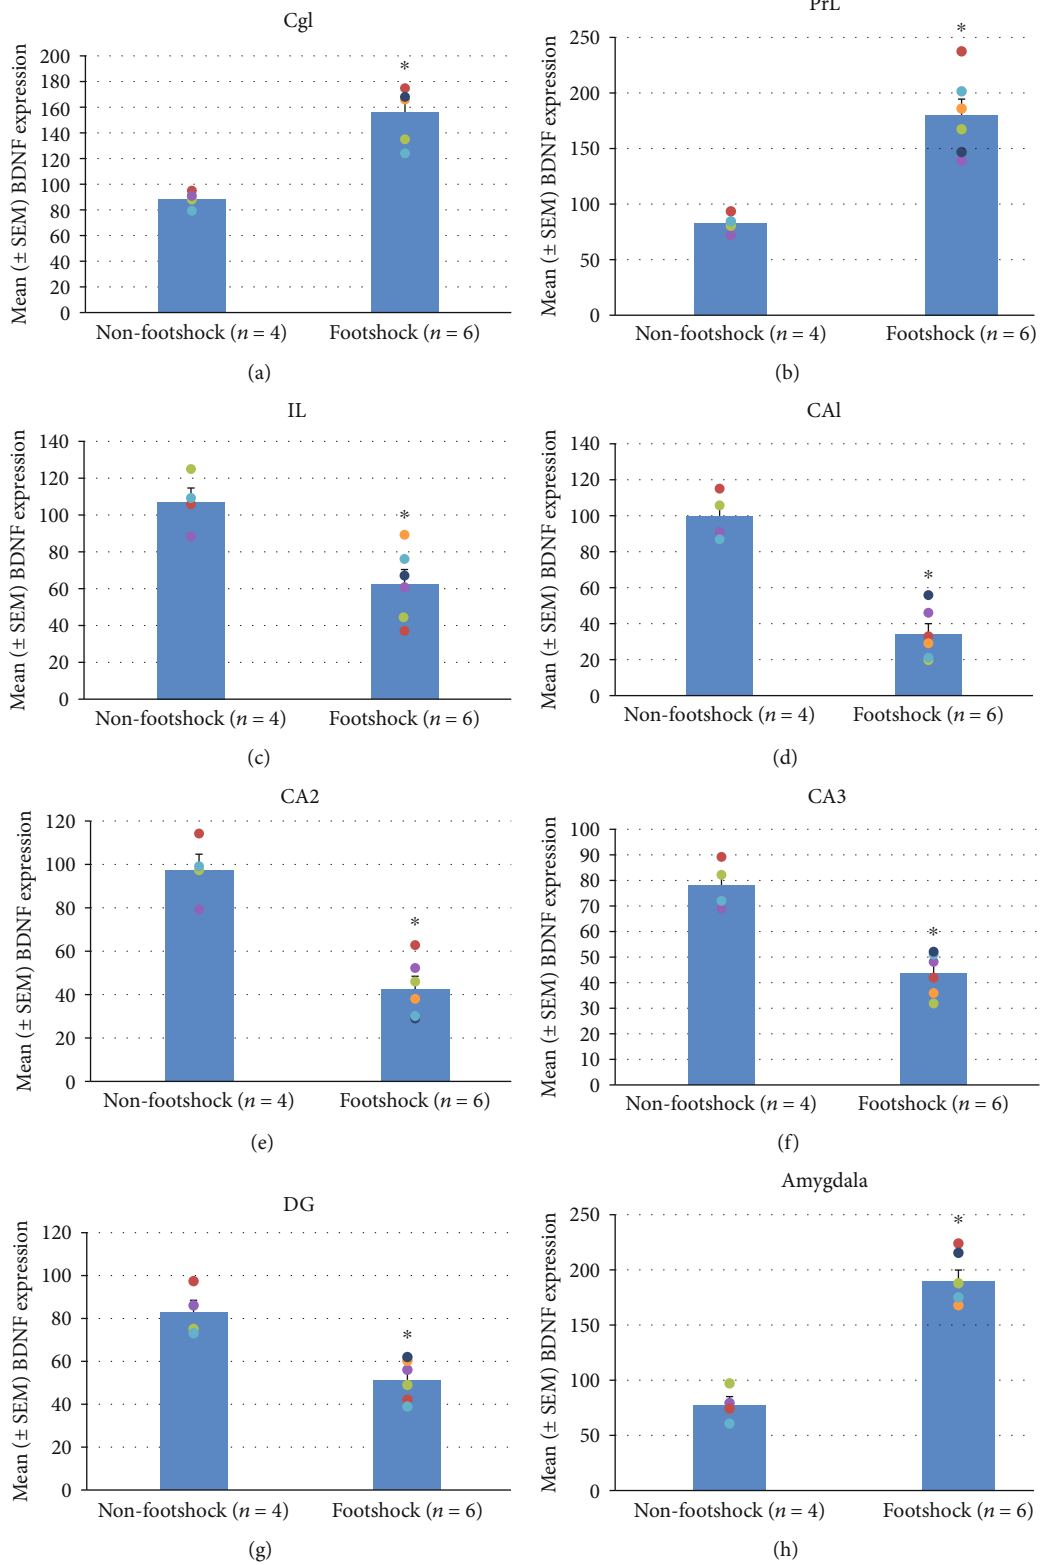 Cgl
Mean (± SEM) BDNF expression
200
180
160
140
120
100
80
60
40
20
0
*
Non-footshock (n = 4)
Footshock (n = 6)
(a)
PrL
Mean (± SEM) BDNF expression
250
200
150
100
50
0
*
Non-footshock (n = 4)
Footshock (n = 6)
(b)
IL
Mean (± SEM) BDNF expression
140
120
100
80
60
40
20
0
*
Non-footshock (n = 4)
Footshock (n = 6)
(c)
CAl
Mean (± SEM) BDNF expression
140
120
100
80
60
40
20
0
*
Non-footshock (n = 4)
Footshock (n = 6)
(d)
CA2
Mean (± SEM) BDNF expression
120
100
80
60
40
20
0
*
Non-footshock (n = 4)
Footshock (n = 6)
(e)
CA3
Mean (± SEM) BDNF expression
100
90
80
70
60
50
40
30
20
10
0
*
Non-footshock (n = 4)
Footshock (n = 6)
(f)
DG
Mean (± SEM) BDNF expression
120
100
80
60
40
20
0
*
Non-footshock (n = 4)
Footshock (n = 6)
(g)
Amygdala
Mean (± SEM) BDNF expression
250
200
150
100
50
0
*
Non-footshock (n = 4)
Footshock (n = 6)
(h)